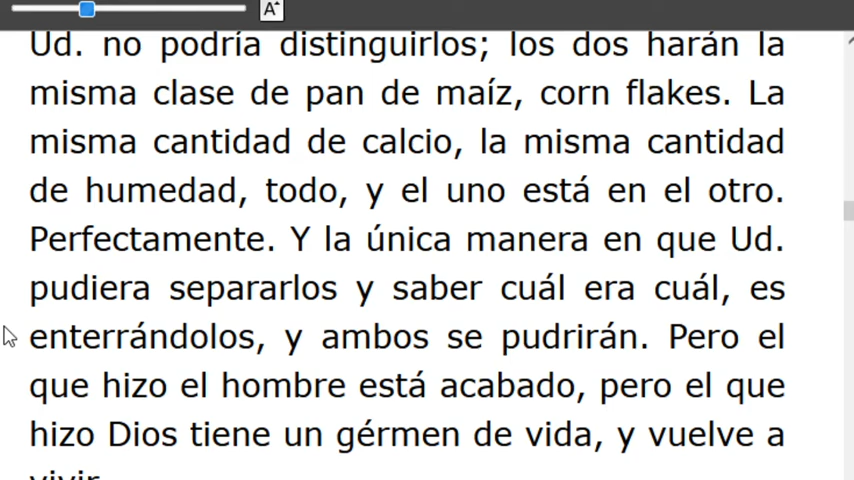 A
Ud. no podría distinguirlos; los dos harán la
misma clase de pan de maíz, corn flakes. La
misma cantidad de calcio, la misma cantidad
de humedad, todo, y el uno está en el otro.
Perfectamente. Y la única manera en que Ud.
pudiera separarlos y saber cuál era cuál, es
enterrándolos, y ambos se pudrirán. Pero el
que hizo el hombre está acabado, pero el que
hizo Dios tiene un gérmen de vida, y vuelve a
vivir